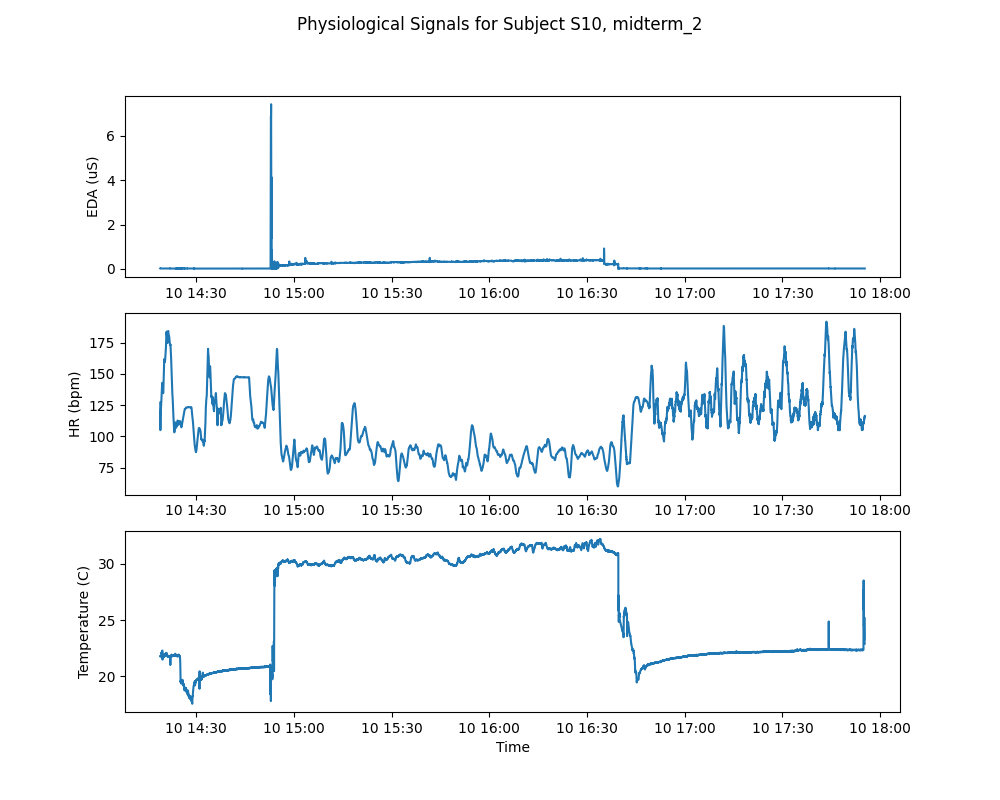 Physiological Signals for Subject S10, midterm_2
EDA (uS)
6
4
2
0
10 14:30 10 15:00 10 15:30 10 16:00 10 16:30 10 17:00 10 17:30 10 18:00
HR (bpm)
175
150
125
100
75
10 14:30 10 15:00 10 15:30 10 16:00 10 16:30 10 17:00 10 17:30 10 18:00
Temperature (C)
30
25
20
10 14:30 10 15:00 10 15:30 10 16:00 10 16:30 10 17:00 10 17:30 10 18:00
Time